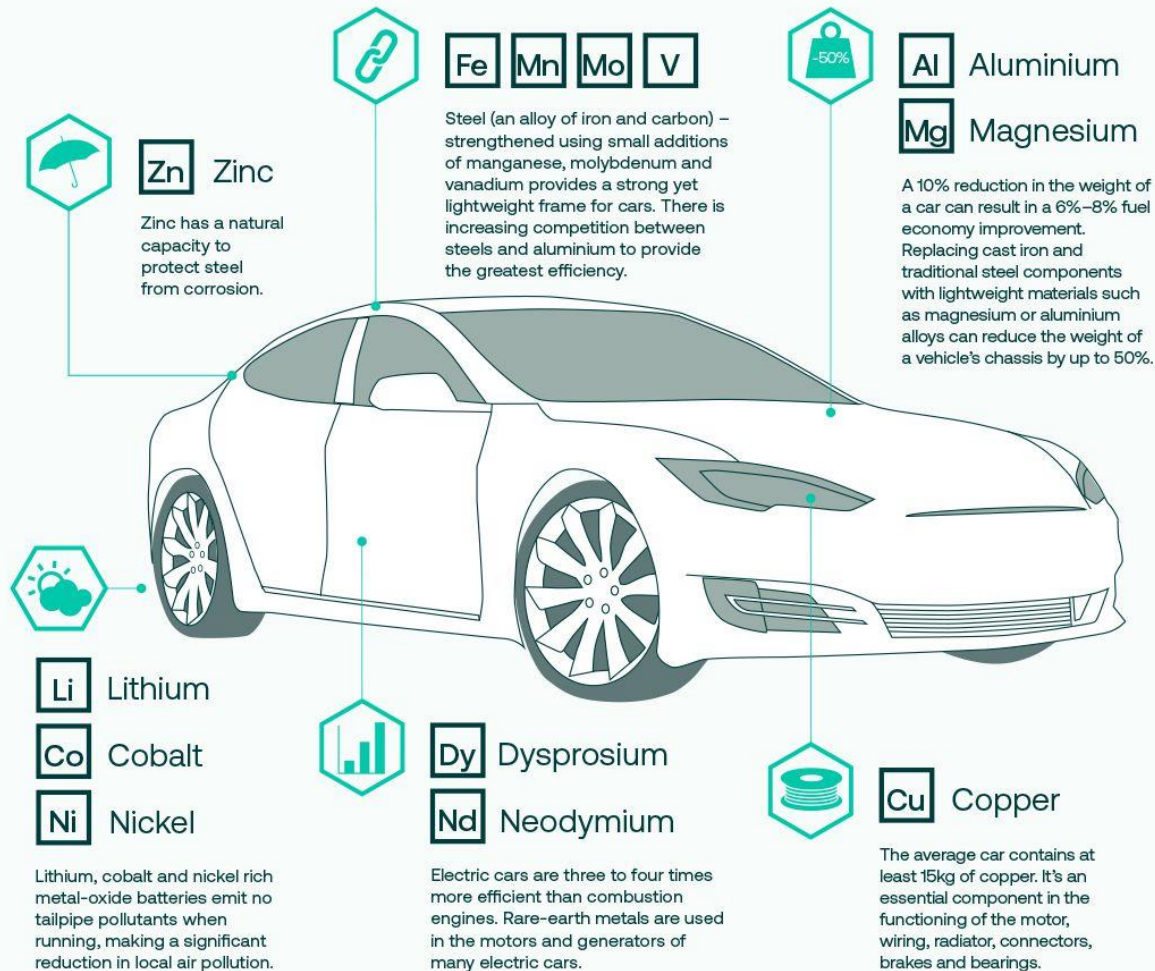 Zn Zinc
Zinc has a natural
capacity to
protect steel
from corrosion.
Fe Mn Mo V
Steel (an alloy of iron and carbon) –
strengthened using small additions
of manganese, molybdenum and
vanadium provides a strong yet
lightweight frame for cars. There is
increasing competition between
steels and aluminium to provide
the greatest efficiency.
-50%
Al Aluminium
Mg Magnesium
A 10% reduction in the weight of
a car can result in a 6%–8% fuel
economy improvement.
Replacing cast iron and
traditional steel components
with lightweight materials such
as magnesium or aluminium
alloys can reduce the weight of
a vehicle's chassis by up to 50%.
Li Lithium
Co Cobalt
Ni Nickel
Lithium, cobalt and nickel rich
metal-oxide batteries emit no
tailpipe pollutants when
running, making a significant
reduction in local air pollution.
Dy Dysprosium
Nd Neodymium
Electric cars are three to four times
more efficient than combustion
engines. Rare-earth metals are used
in the motors and generators of
many electric cars.
Cu Copper
The average car contains at
least 15kg of copper. It's an
essential component in the
functioning of the motor,
wiring, radiator, connectors,
brakes and bearings.